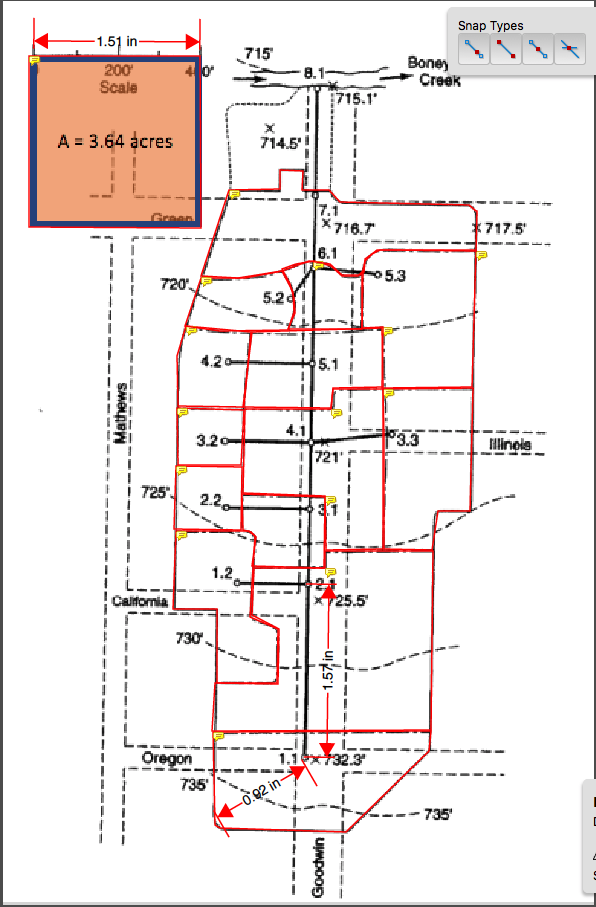 1.51 in
Snap Types
715'
Boney
Creek
8.1
200'
400'
Scale
715.1'
A = 3.64 acres
714.5'
7.1
716.7'
717.5'
Green
6.1
5.3
720'
5.2
4.2
5.1
Mathews
4.1
3.2
3.3
Illinois
721'
725'
2.2
3.1
1.2
2.1
California
725.5'
730'
1.57 in
Oregon
1.1
732.3'
735'
0.92 in
735'
Goodwin